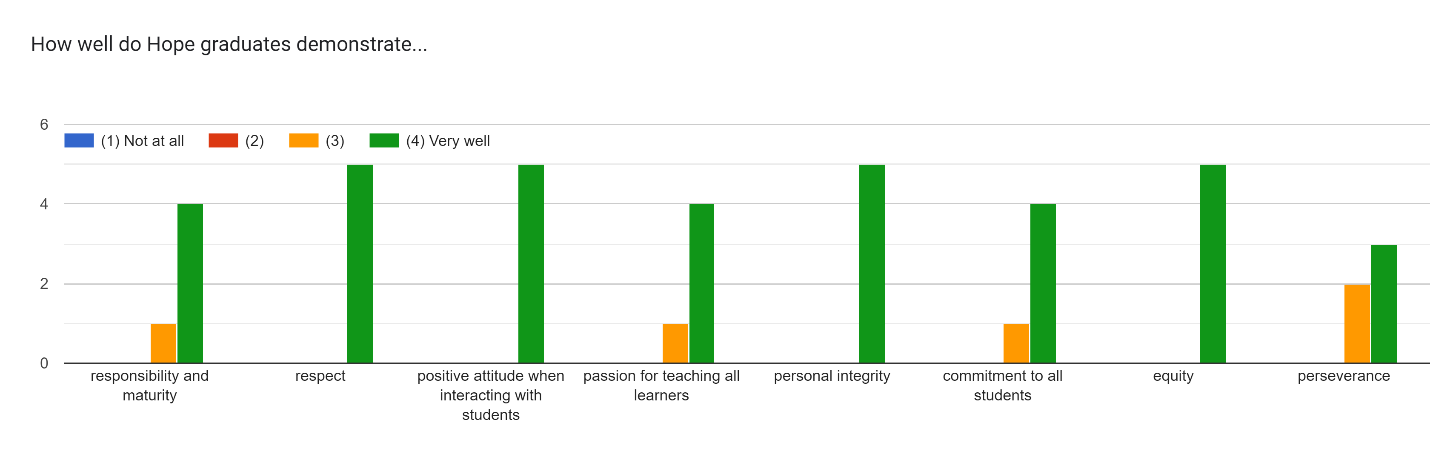 How well do Hope graduates demonstrate...
6
(1) Not at all (2) (3) (4) Very well
4
2
0
responsibility and
maturity
respect
positive attitude when
interacting with
students
passion for teaching all
learners
personal integrity
commitment to all
students
equity
perseverance